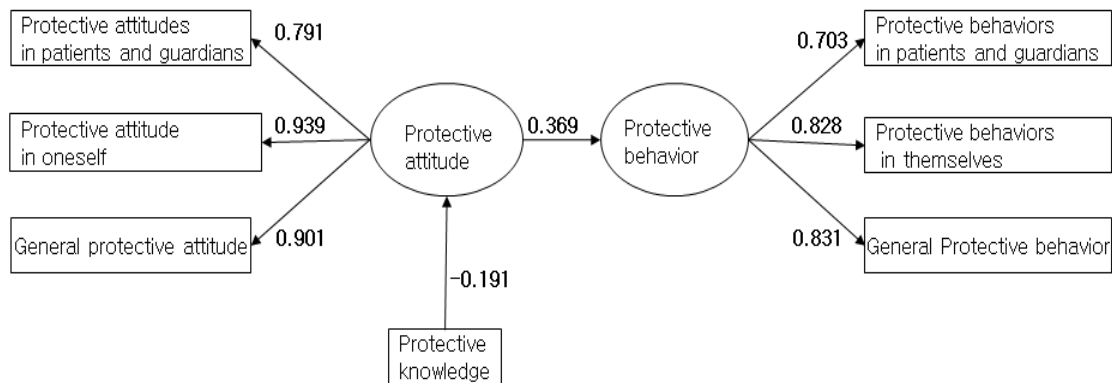 Protective attitudes
in patients and guardians
0.791
0.703
Protective behaviors
in patients and guardians
Protective attitude
in oneself
0.939
Protective
attitude
0.369
Protective
behavior
0.828
Protective behaviors
in themselves
General protective attitude
0.901
0.831
General Protective behavior
-0.191
Protective
knowledge